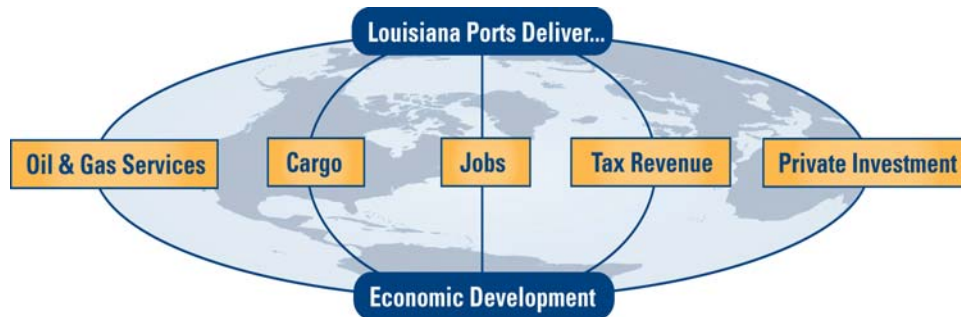 Louisiana Ports Deliver...
Oil & Gas Services
Cargo
Jobs
Tax Revenue
Private Investment
Economic Development